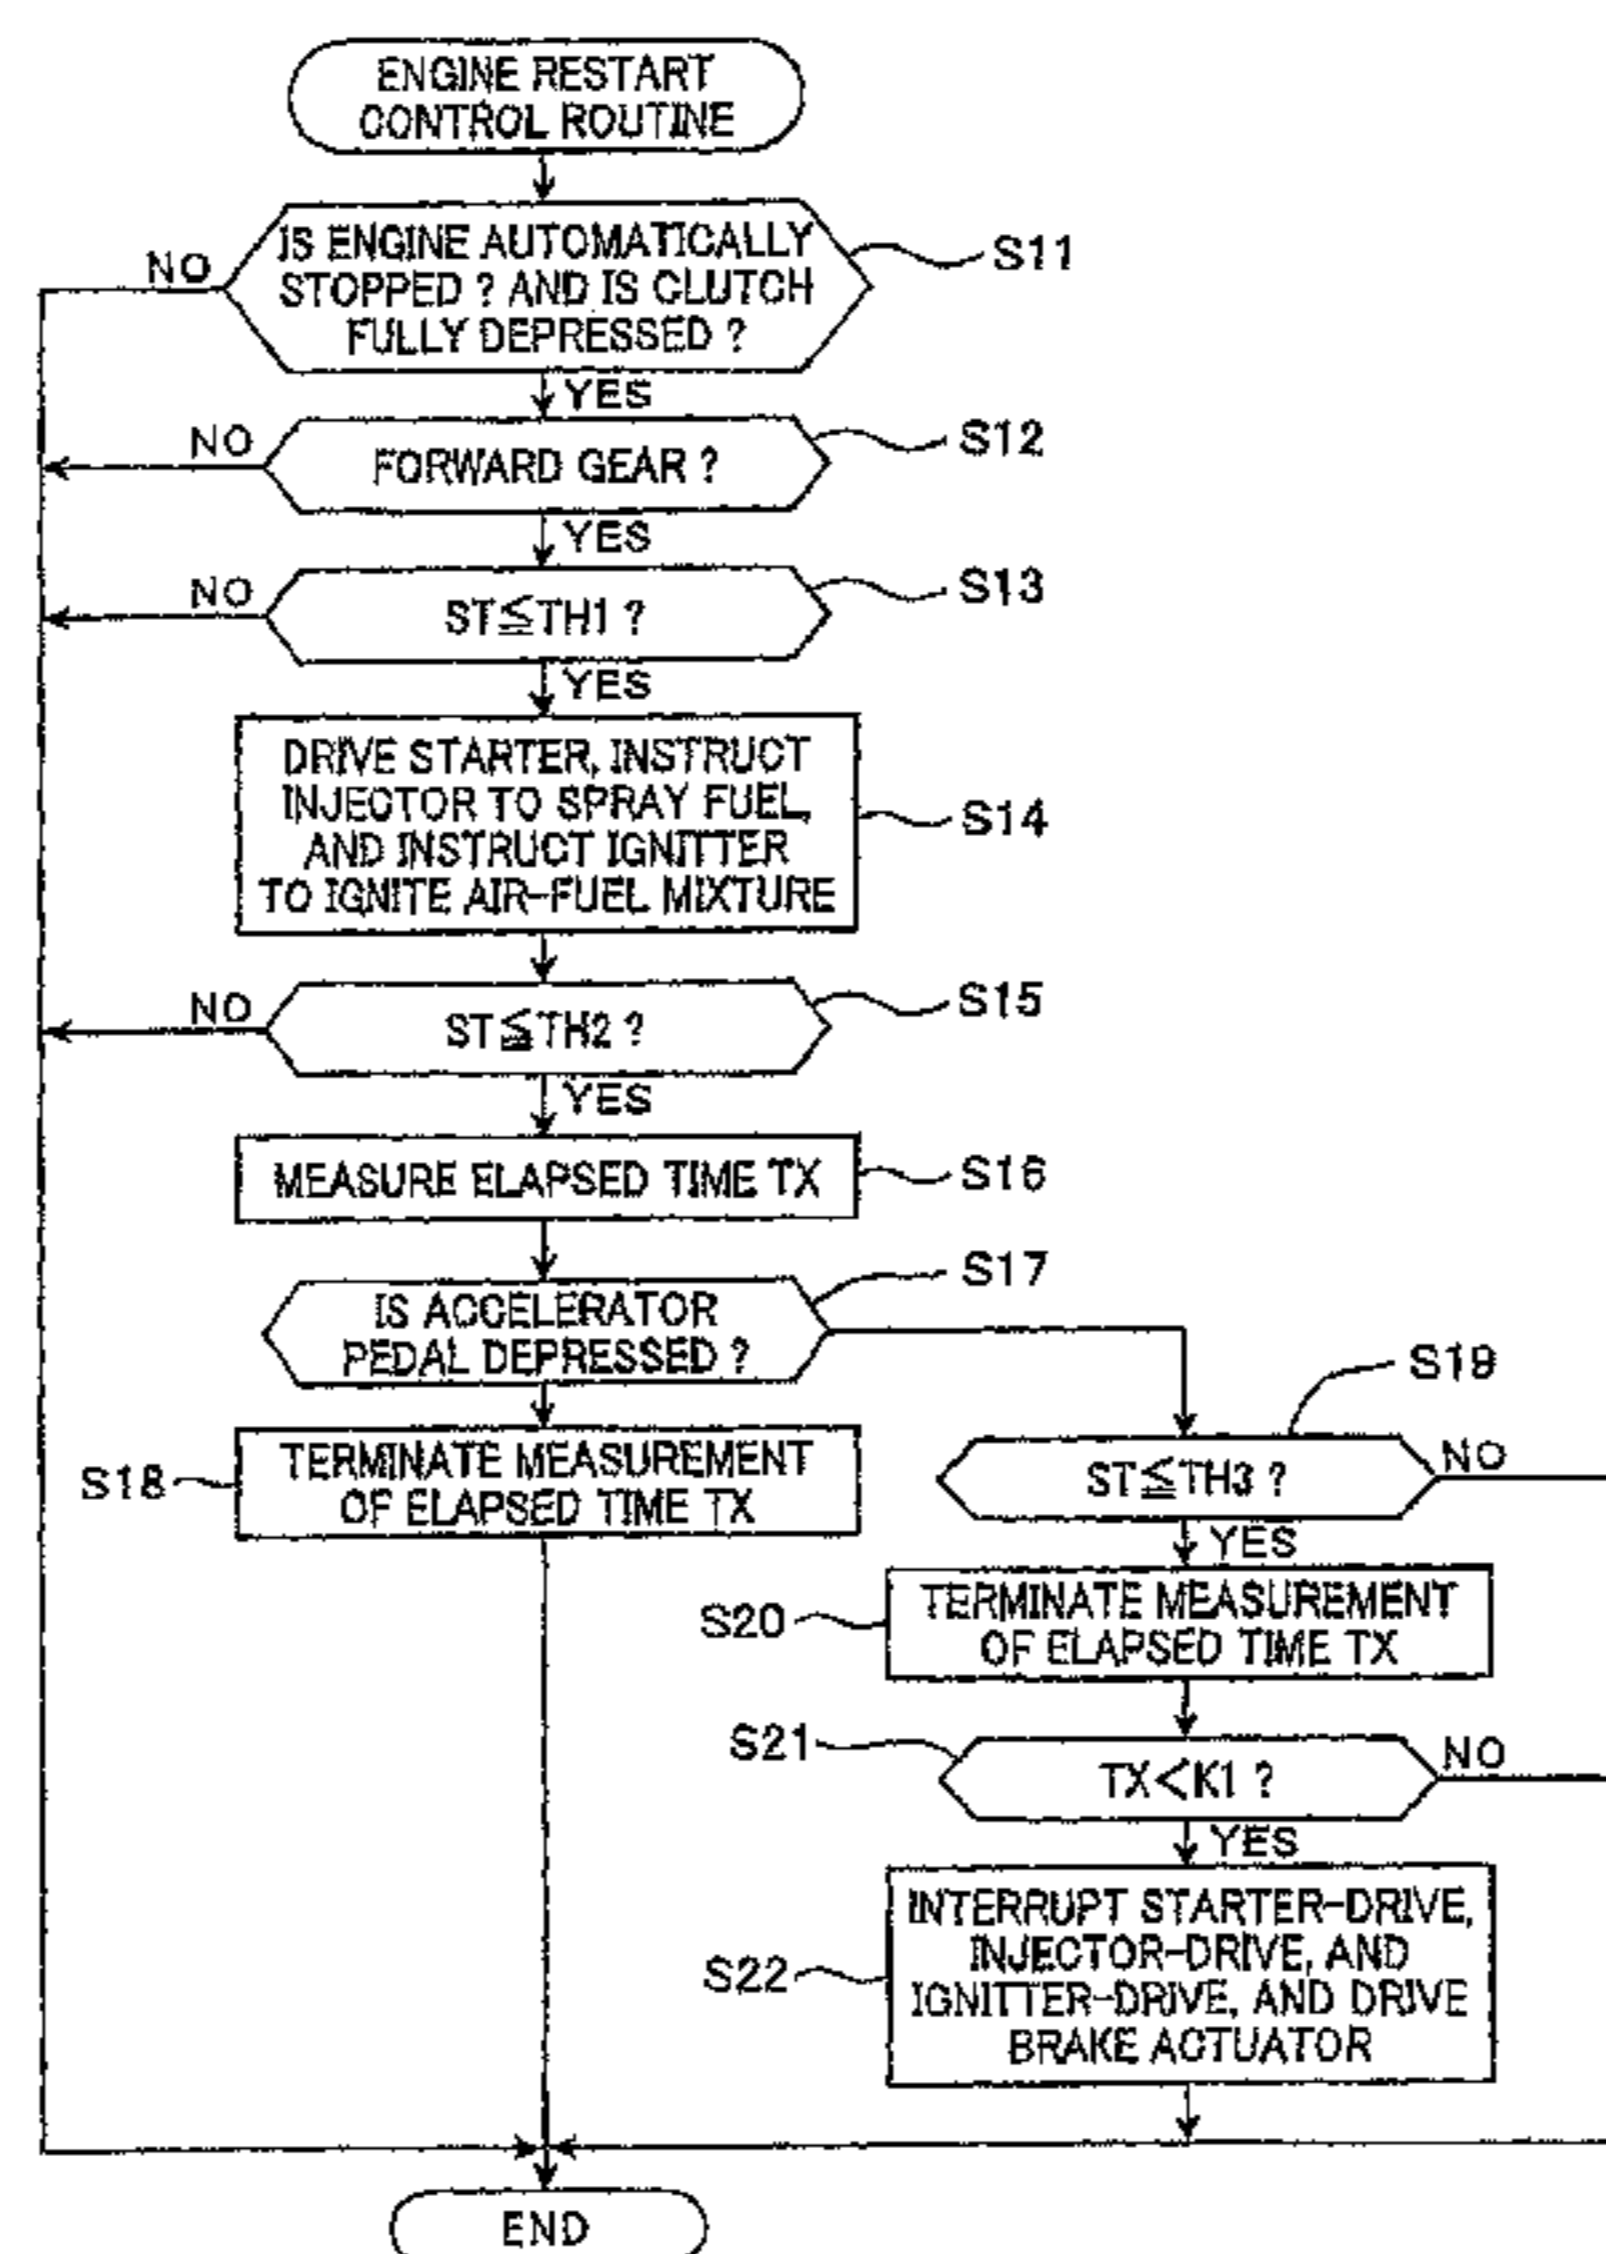 ENGINE RESTART
CONTROL ROUTINE
IS ENGINE AUTOMATICALLY
STOPPED ? AND IS CLUTCH
FULLY DEPRESSED ?
S11
NO
YES
FORWARD GEAR ?
S12
NO
YES
ST≦TH1 ?
S13
NO
YES
DRIVE STARTER, INSTRUCT
INJECTOR TO SPRAY FUEL,
AND INSTRUCT IGNITTER
TO IGNITE AIR-FUEL MIXTURE
S14
ST≦TH2 ?
S15
NO
YES
MEASURE ELAPSED TIME TX
S16
IS ACCELERATOR
PEDAL DEPRESSED ?
S17
TERMINATE MEASUREMENT
OF ELAPSED TIME TX
S18
ST≦TH3 ?
S19
NO
YES
TERMINATE MEASUREMENT
OF ELAPSED TIME TX
S20
TX<K1 ?
S21
NO
YES
INTERRUPT STARTER-DRIVE,
INJECTOR-DRIVE, AND
IGNITTER-DRIVE, AND DRIVE
BRAKE ACTUATOR
S22
END